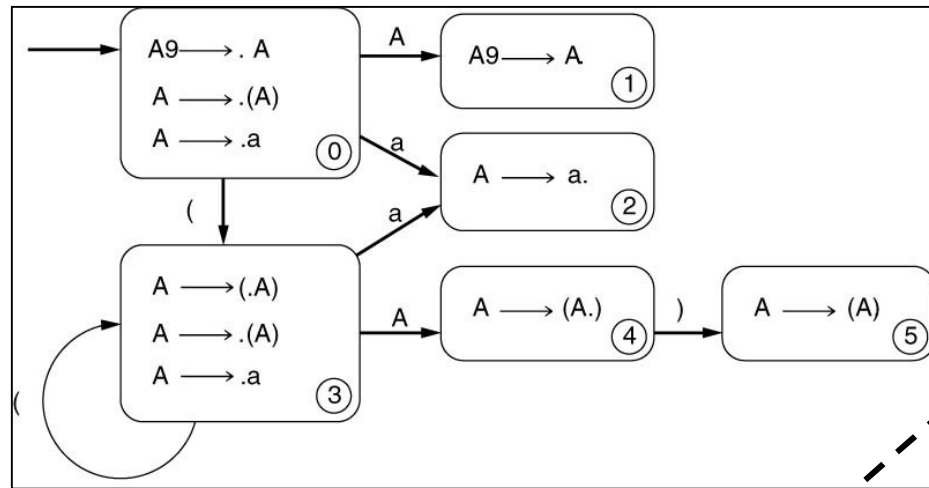 A9⟶. A
A ⟶ .(A)
A ⟶ .a
0
A
A9⟶ A.
1
a
A ⟶ a.
2
(
a
A ⟶ (.A)
A ⟶ .(A)
A ⟶ .a
3
(
A
A ⟶ (A.)
4
)
A ⟶ (A)
5